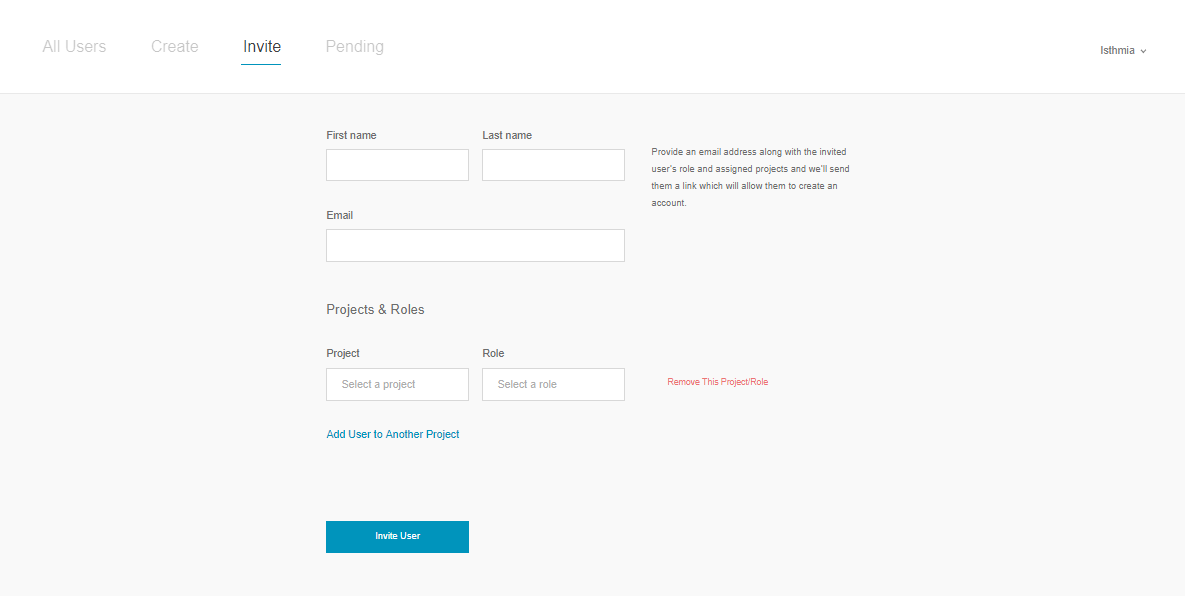 All Users Create Invite Pending
Isthmia
First name Last name
Provide an email address along with the invited
user's role and assigned projects and we'll send
them a link which will allow them to create an
account.
Email
Projects & Roles
Project Role
Select a project Select a role Remove This Project/Role
Add User to Another Project
Invite User